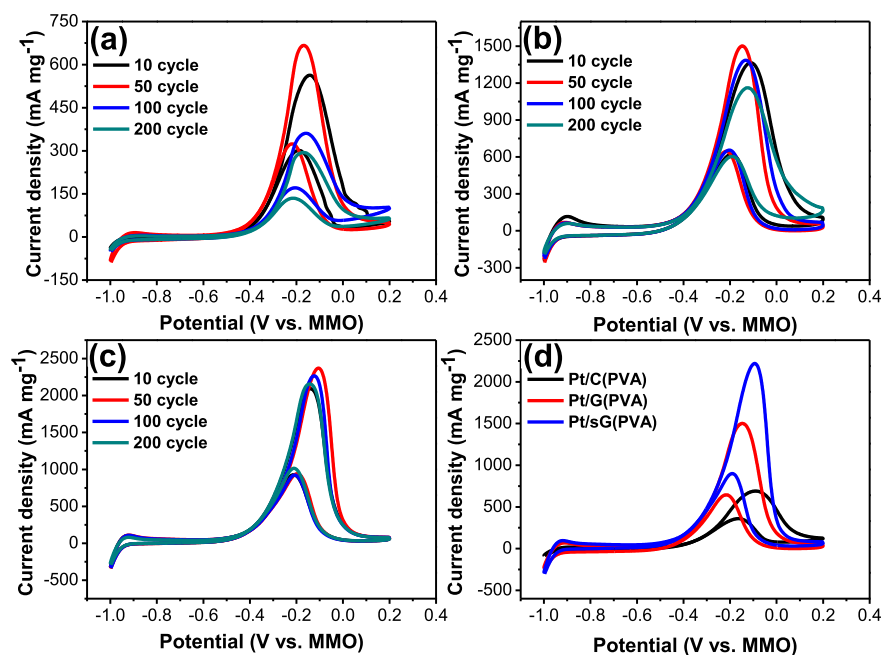 (a)
10 cycle
50 cycle
100 cycle
200 cycle
Current density (mA mg⁻¹)
750
600
450
300
150
0
-150
-1.0 -0.8 -0.6 -0.4 -0.2 0.0 0.2 0.4
Potential (V vs. MMO)
(b)
10 cycle
50 cycle
100 cycle
200 cycle
Current density (mA mg⁻¹)
1500
1200
900
600
300
0
-300
-1.0 -0.8 -0.6 -0.4 -0.2 0.0 0.2 0.4
Potential (V vs. MMO)
(c)
10 cycle
50 cycle
100 cycle
200 cycle
Current density (mA mg⁻¹)
2500
2000
1500
1000
500
0
-500
-1.0 -0.8 -0.6 -0.4 -0.2 0.0 0.2 0.4
Potential (V vs. MMO)
(d)
Pt/C(PVA)
Pt/G(PVA)
Pt/sG(PVA)
Current density (mA mg⁻¹)
2500
2000
1500
1000
500
0
-500
-1.0 -0.8 -0.6 -0.4 -0.2 0.0 0.2 0.4
Potential (V vs. MMO)